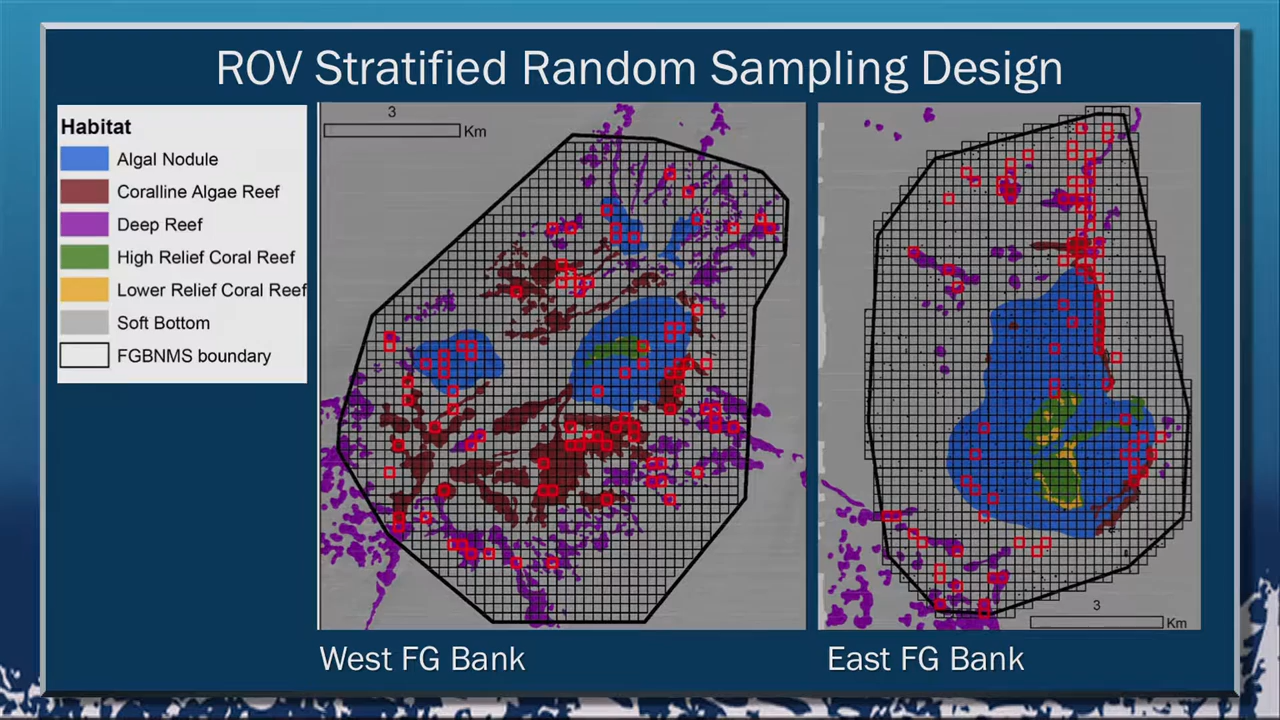 ROV Stratified Random Sampling Design
Habitat
Algal Nodule
Coralline Algae Reef
Deep Reef
High Relief Coral Reef
Lower Relief Coral Reef
Soft Bottom
FGBNMS boundary
3
Km
3
Km
West FG Bank
East FG Bank